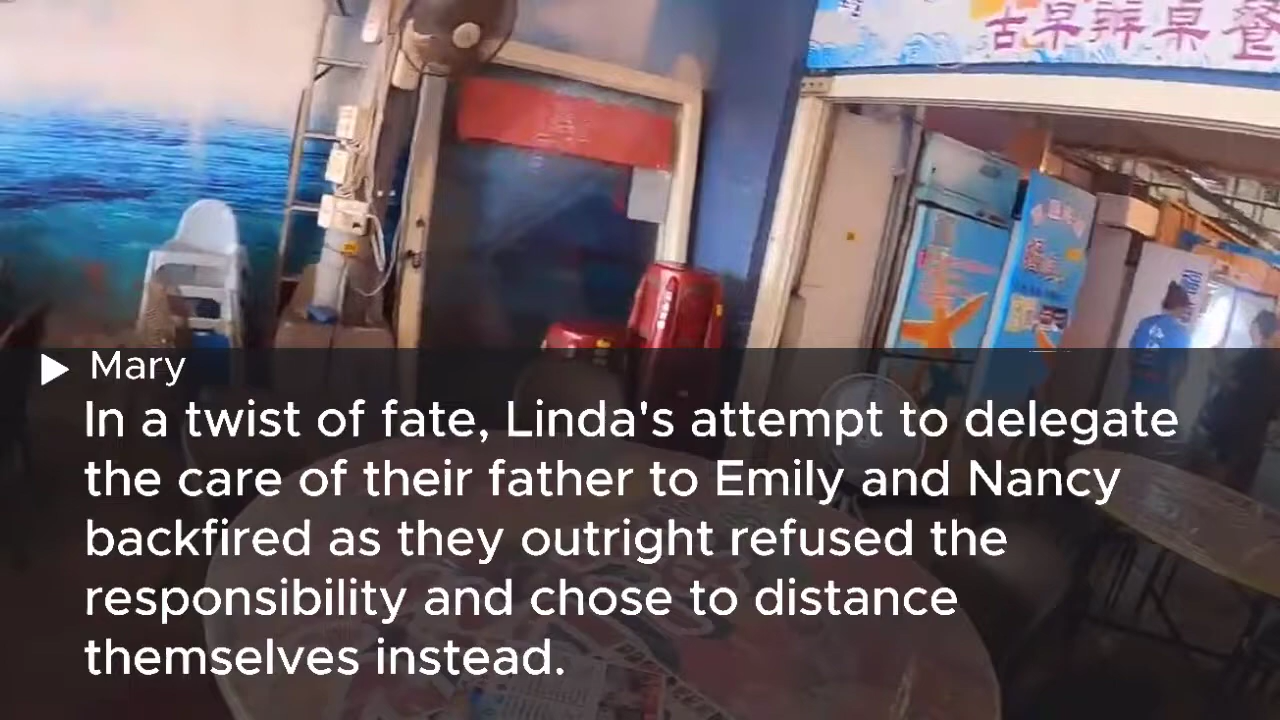 古早辦桌餐
Mary
In a twist of fate, Linda's attempt to delegate
the care of their father to Emily and Nancy
backfired as they outright refused the
responsibility and chose to distance
themselves instead.